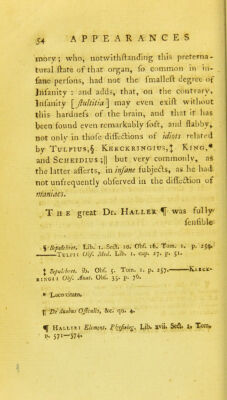 54 APPEARANCES
mory; who, notwithstanding this preterna-
tural state of that organ, so common in in-
sane persons, had not the smallest degree of
Insanity : and adds, that, on the contrary,
Insanity [ stultitia ] may even exist without
this hardness of the brain, and that it has
been found even remarkably soft, and flabby,
not only in those dissections of idiots related
by TULPIUS,§ KERCKRINGIUS,‡ KING,*
and SCHEIDIUS;|| but very commonly, as
the latter asserts, in insane subjects, as he had
not unfrequently observed in the dissection of
maniacs.
THE great Dr. HALLER ¶ was fully
sensible
§ Sepulchret. Lib. 1. Sect. 10. Obs. 16. Tom. 1. p. 254.
TULPII Obs. Med. Lib. 1. cap. 27. p. 51.
‡ Sepulchret. ib. Obs. 5. Tom. 1. p. 257. KERCK-
RINGII Obs. Anat. Obs. 35. p. 76.
* Loco citato.
|| De duobus Officulis, &c. qu. 4.
¶ HALLERI Element. Physiolog. Lib. xvii. Sect. 1. Tom.
p. 571—574.